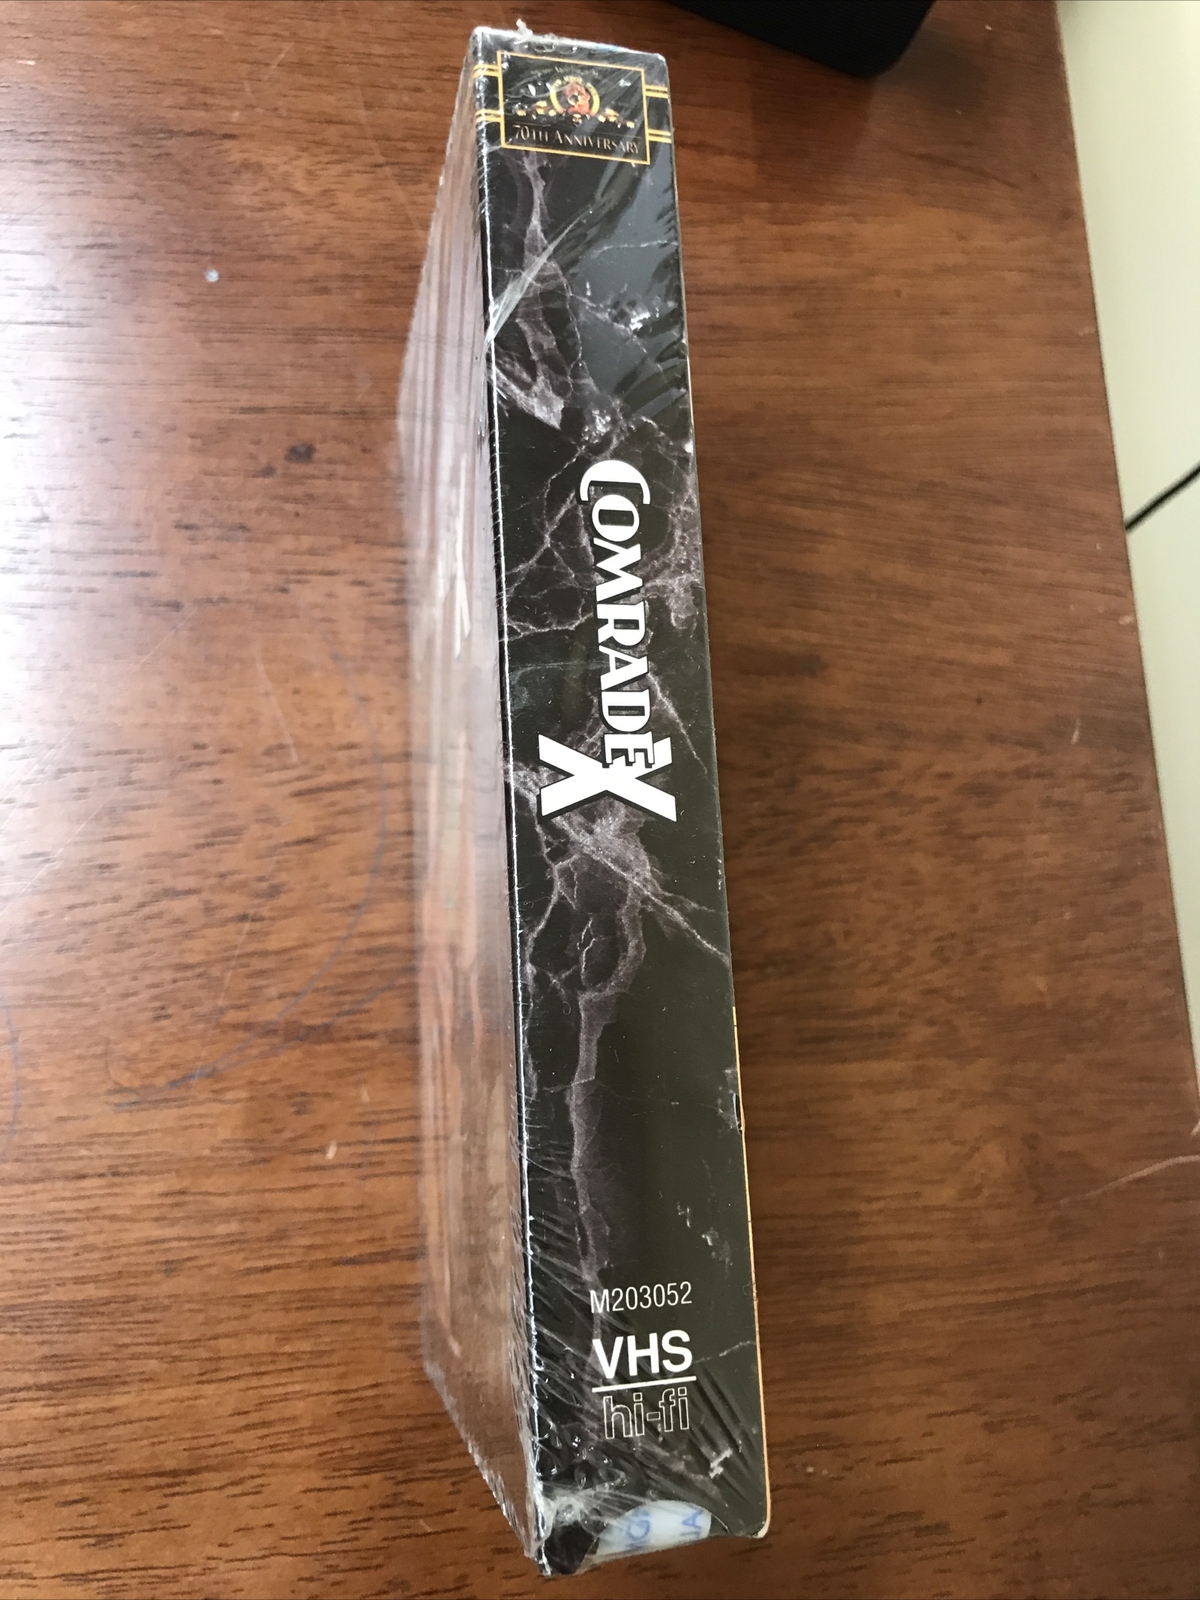 70TH ANNIVERSARY
COMRADE X
M203052
VHS
hi-fi